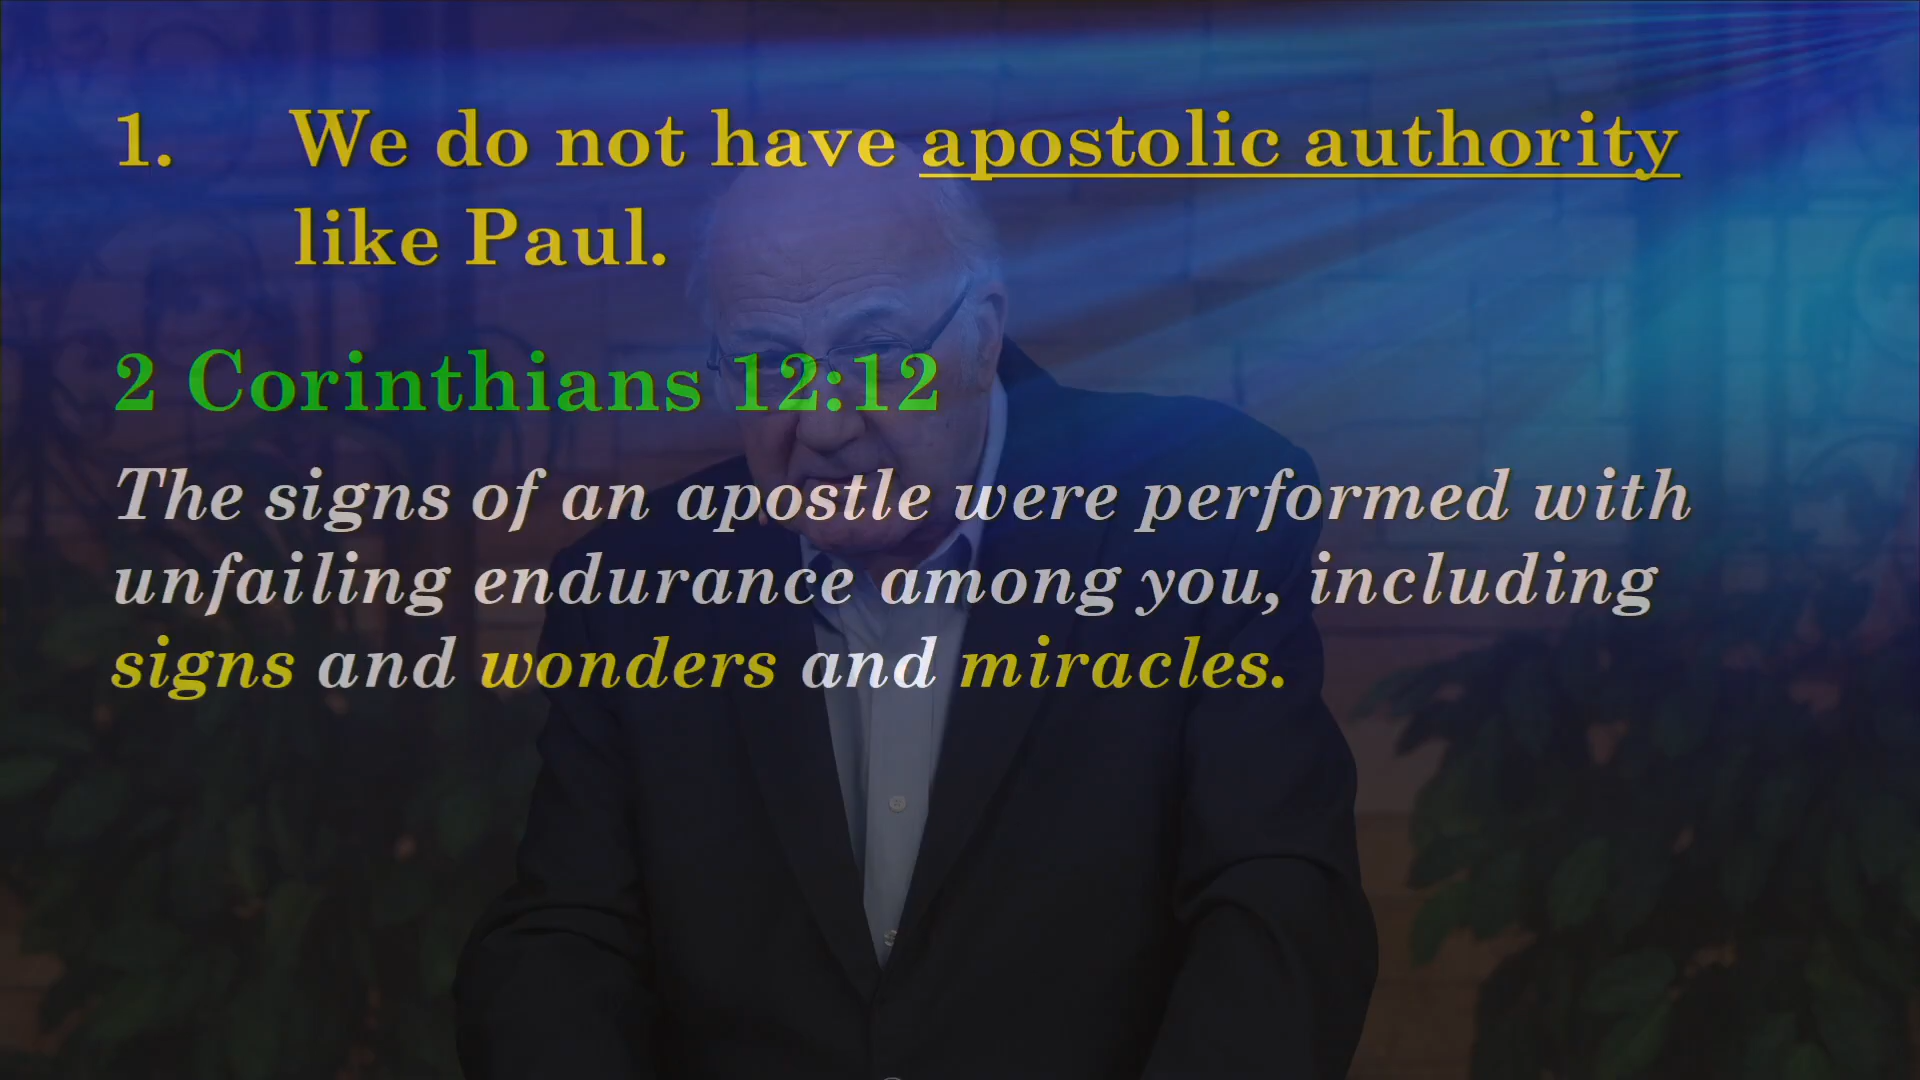 1. We do not have apostolic authority
like Paul.
2 Corinthians 12:12
The signs of an apostle were performed with
unfailing endurance among you, including
signs and wonders and miracles.